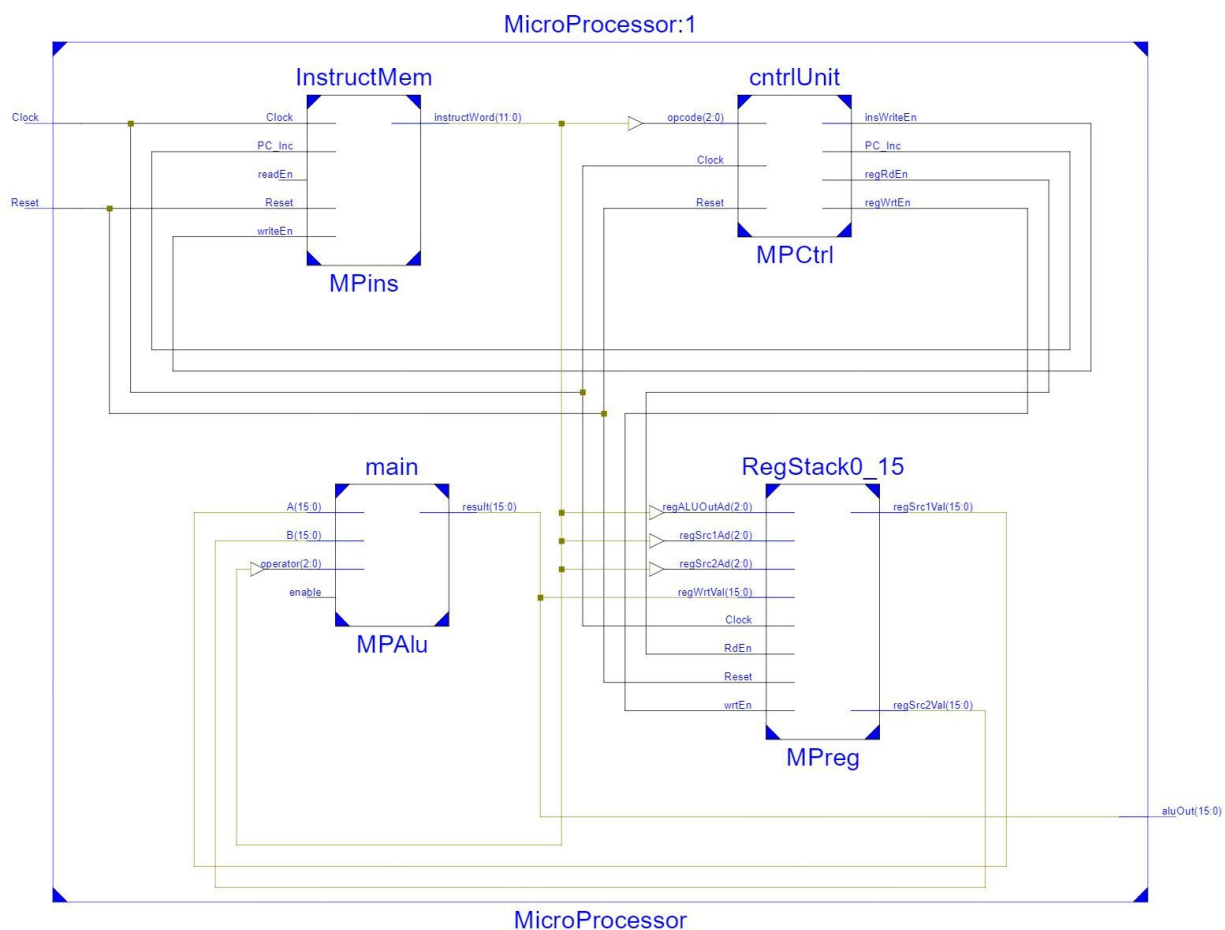 MicroProcessor:1
InstructMem
cntrlUnit
Clock
Clock
instructWord(11:0)
opcode(2:0)
insWriteEn
PC_Inc
PC_Inc
Clock
readEn
regRdEn
Reset
Reset
Reset
regWrtEn
writeEn
MPCtrl
MPins
main
RegStack0_15
A(15:0)
result(15:0)
regALUOutAd(2:0)
regSrc1Val(15:0)
B(15:0)
regSrc1Ad(2:0)
operator(2:0)
regSrc2Ad(2:0)
enable
regWrtVal(15:0)
Clock
MPAlu
RdEn
Reset
wrtEn
regSrc2Val(15:0)
MPreg
aluOut(15:0)
MicroProcessor